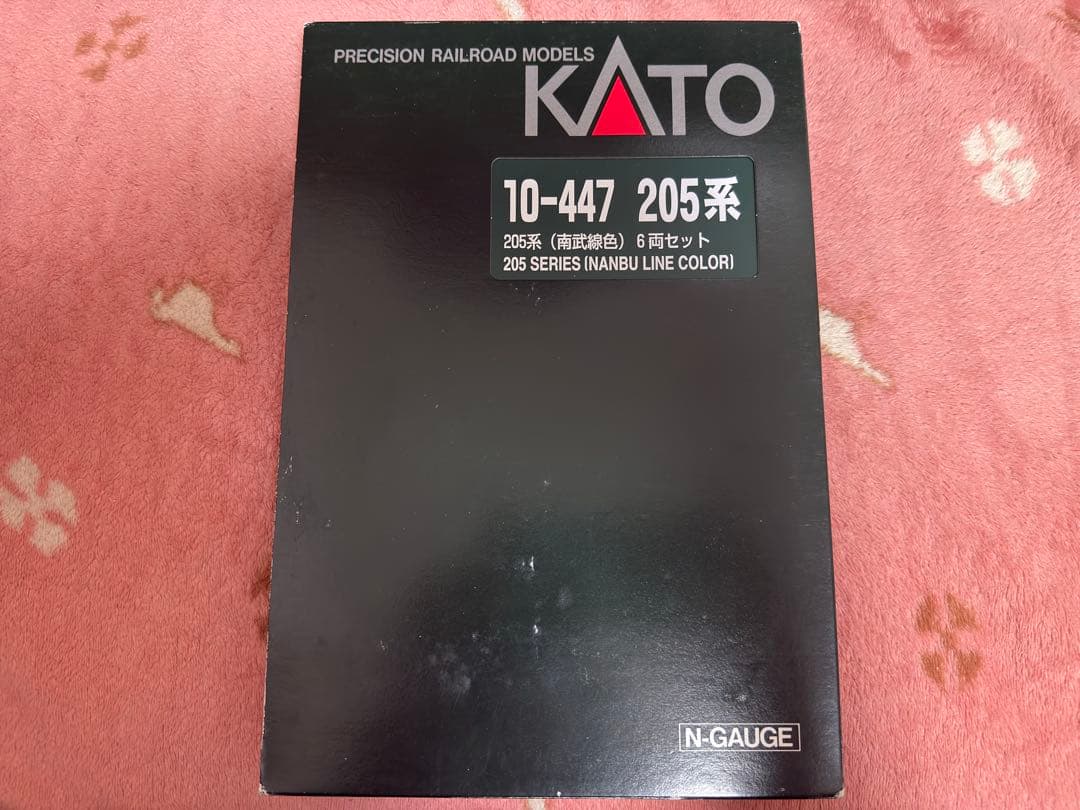 PRECISION RAILROAD MODELS
KATO
10-447 205系
205系（南武線色）6両セット
205 SERIES (NANBU LINE COLOR)
N-GAUGE